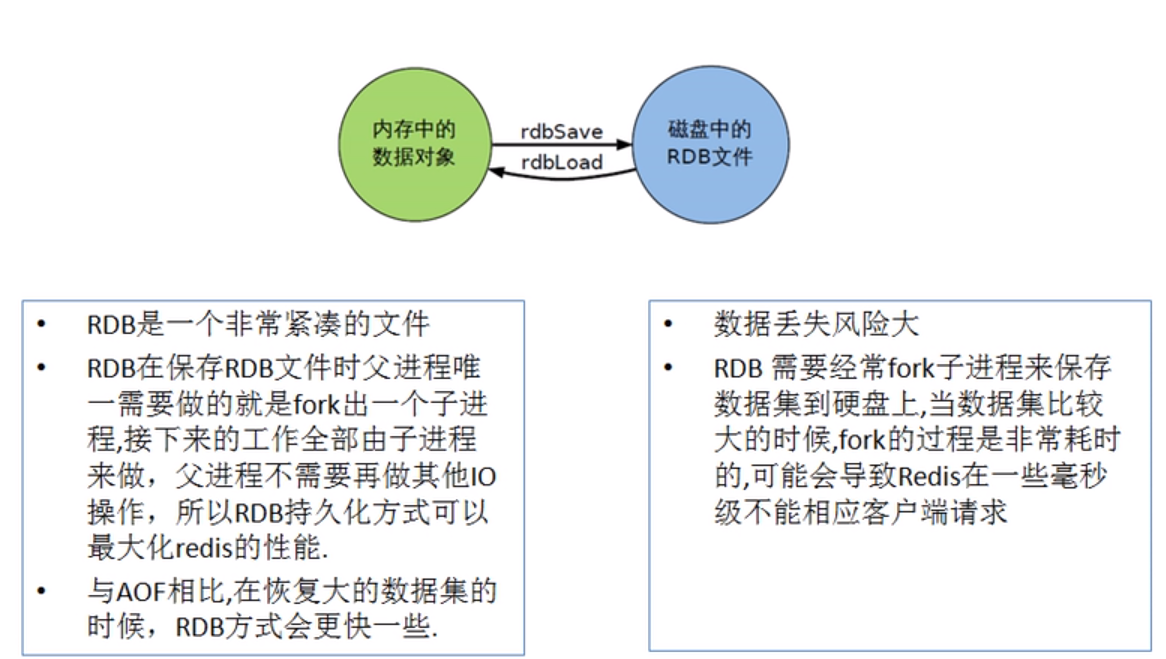 内存中的
数据对象
rdbSave
rdbLoad
磁盘中的
RDB文件
• RDB是一个非常紧凑的文件
• RDB在保存RDB文件时父进程唯
一需要做的就是fork出一个子进
程,接下来的工作全部由子进程
来做，父进程不需要再做其他IO
操作，所以RDB持久化方式可以
最大化redis的性能.
• 与AOF相比,在恢复大的数据集的
时候，RDB方式会更快一些.
• 数据丢失风险大
• RDB 需要经常fork子进程来保存
数据集到硬盘上,当数据集比较
大的时候,fork的过程是非常耗时
的,可能会导致Redis在一些毫秒
级不能相应客户端请求